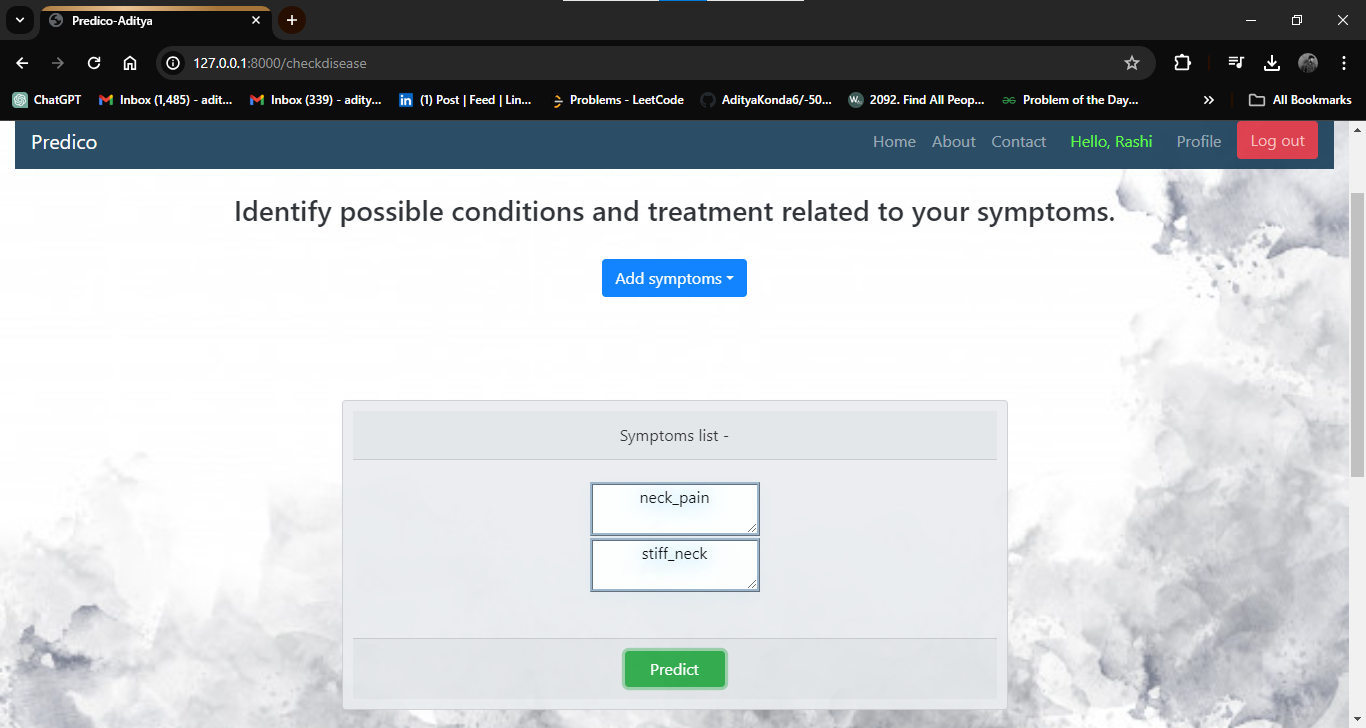 Predico-Aditya
127.0.0.1:8000/checkdisease
ChatGPT Inbox (1,485) - adit... Inbox (339) - adity... (1) Post | Feed | Lin... Problems - LeetCode AdityaKonda6/-50... 2092. Find All Peop... Problem of the Day... All Bookmarks
Predico Home About Contact Hello, Rashi Profile Log out
Identify possible conditions and treatment related to your symptoms.
Add symptoms
Symptoms list -
neck_pain
stiff_neck
Predict